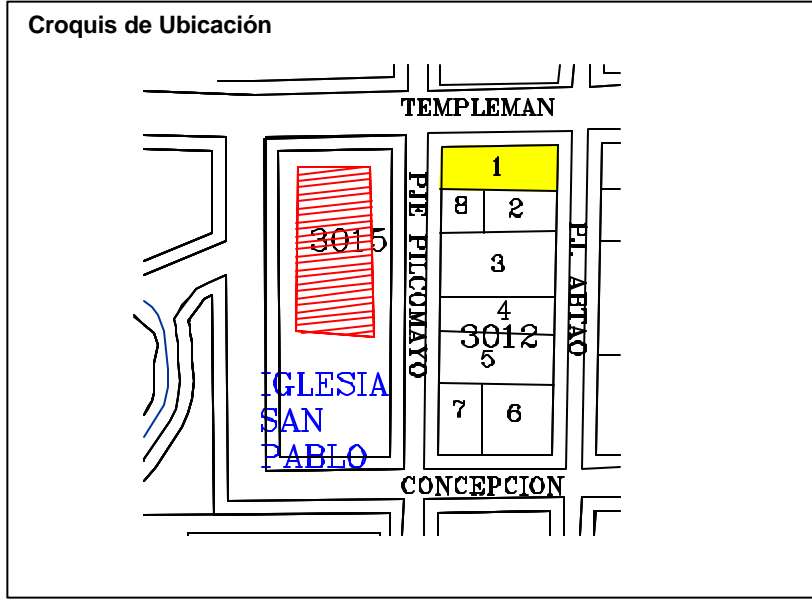 Croquis de Ubicación
TEMPLEMAN
1
8
2
3015
3
4
3012
5
7
6
PJE PILCOMAYO
PJ. ABTAO
IGLESIA
SAN
PABLO
CONCEPCION